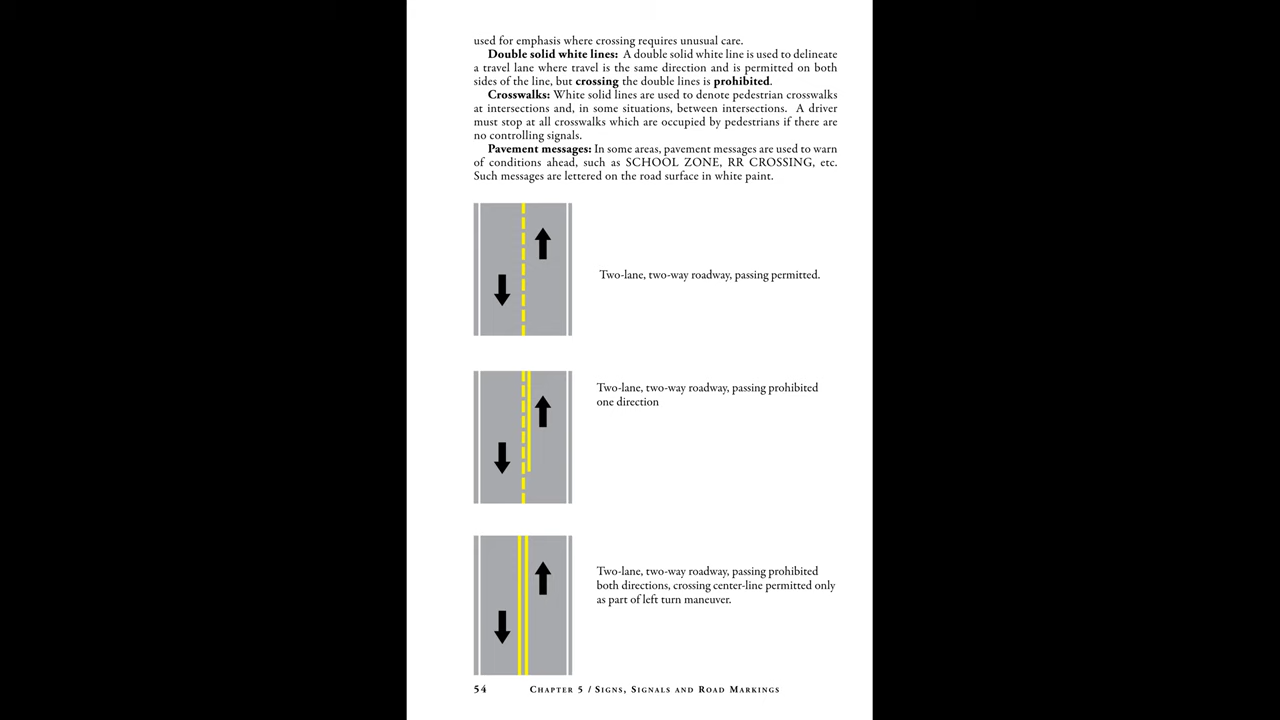 used for emphasis where crossing requires unusual care.
Double solid white lines: A double solid white line is used to delineate
a travel lane where travel is the same direction and is permitted on both
sides of the line, but crossing the double lines is prohibited.
Crosswalks: White solid lines are used to denote pedestrian crosswalks
at intersections and, in some situations, between intersections. A driver
must stop at all crosswalks which are occupied by pedestrians if there are
no controlling signals.
Pavement messages: In some areas, pavement messages are used to warn
of conditions ahead, such as SCHOOL ZONE, RR CROSSING, etc.
Such messages are lettered on the road surface in white paint.
Two-lane, two-way roadway, passing permitted.
Two-lane, two-way roadway, passing prohibited
one direction
Two-lane, two-way roadway, passing prohibited
both directions, crossing center-line permitted only
as part of left turn maneuver.
54 Chapter 5 / Signs, Signals and Road Markings